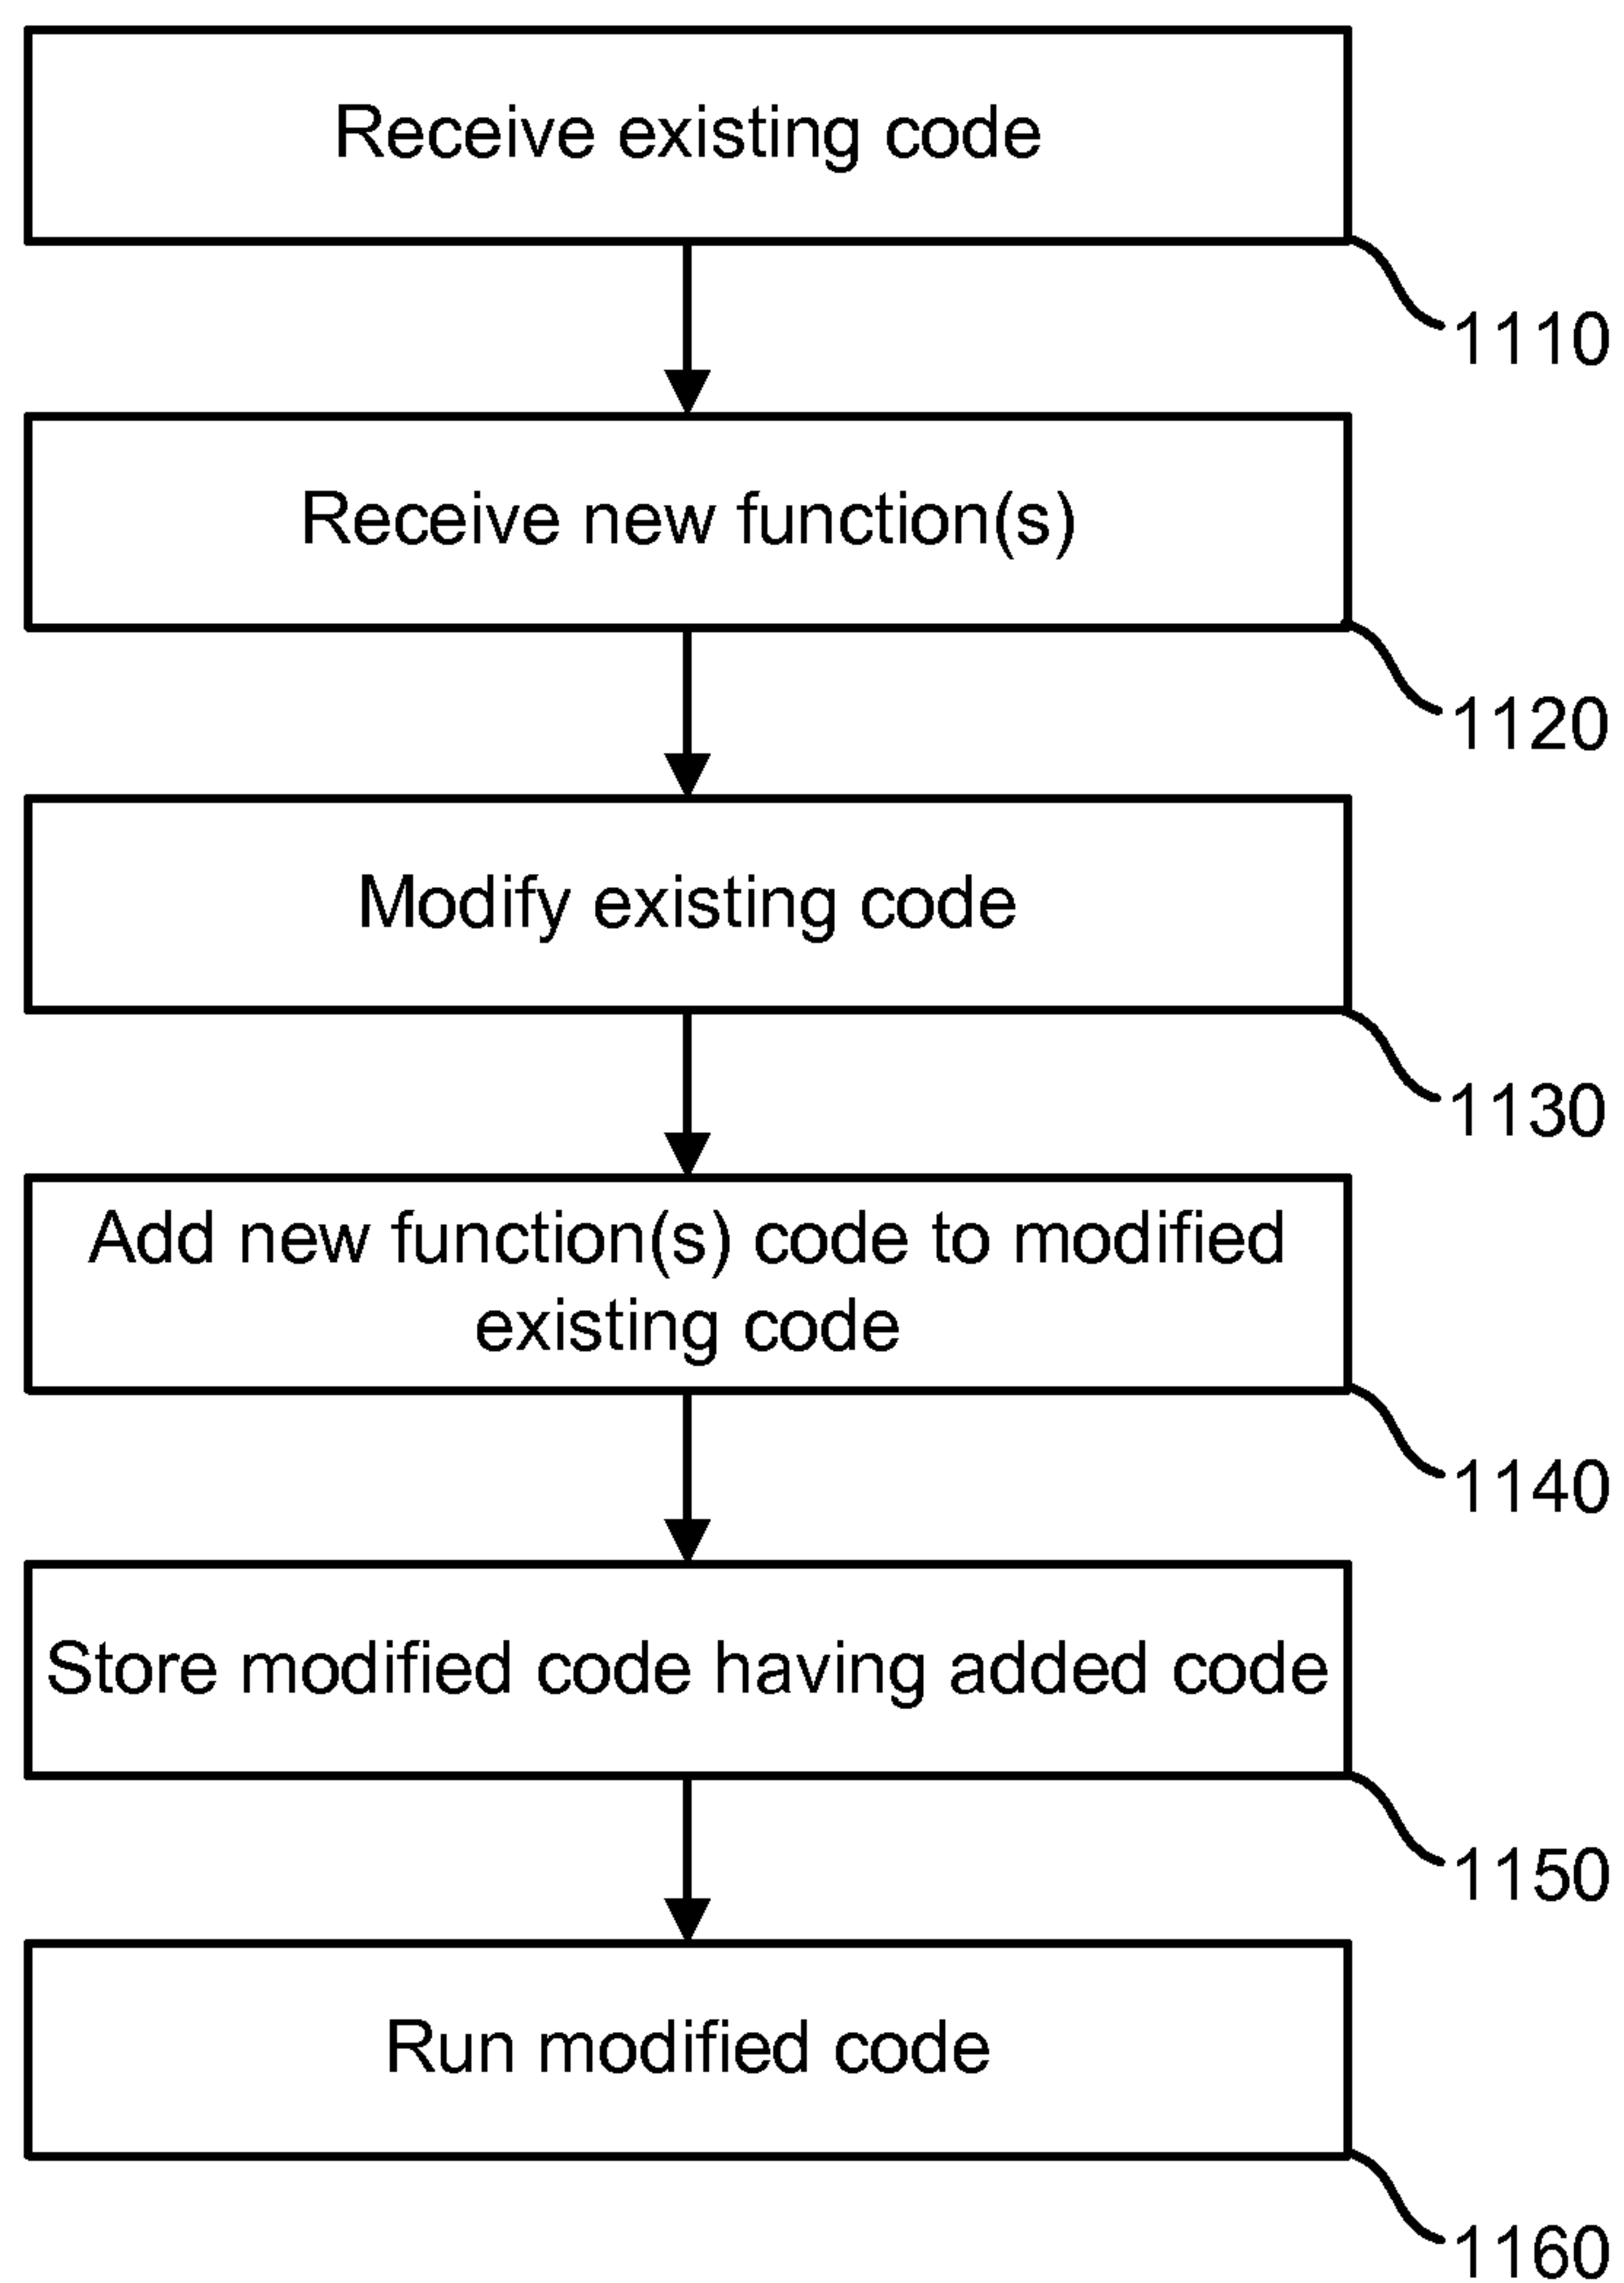 Receive existing code
1110
Receive new function(s)
1120
Modify existing code
1130
Add new function(s) code to modified
existing code
1140
Store modified code having added code
1150
Run modified code
1160